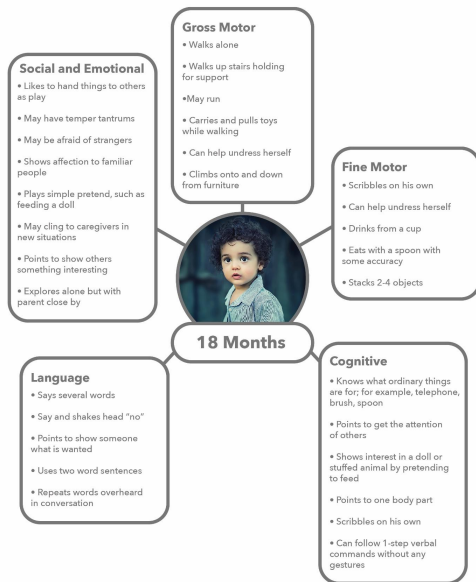 Gross Motor
• Walks alone
• Walks up stairs holding
for support
•May run
• Carries and pulls toys
while walking
• Can help undress herself
• Climbs onto and down
from furniture
Social and Emotional
• Likes to hand things to others
as play
• May have temper tantrums
• May be afraid of strangers
• Shows affection to familiar
people
• Plays simple pretend, such as
feeding a doll
• May cling to caregivers in
new situations
• Points to show others
something interesting
• Explores alone but with
parent close by
Fine Motor
• Scribbles on his own
• Can help undress herself
• Drinks from a cup
• Eats with a spoon with
some accuracy
• Stacks 2-4 objects
18 Months
Language
• Says several words
• Say and shakes head "no"
• Points to show someone
what is wanted
• Uses two word sentences
• Repeats words overheard
in conversation
Cognitive
• Knows what ordinary things
are for; for example, telephone,
brush, spoon
• Points to get the attention
of others
• Shows interest in a doll or
stuffed animal by pretending
to feed
• Points to one body part
• Scribbles on his own
• Can follow 1-step verbal
commands without any
gestures